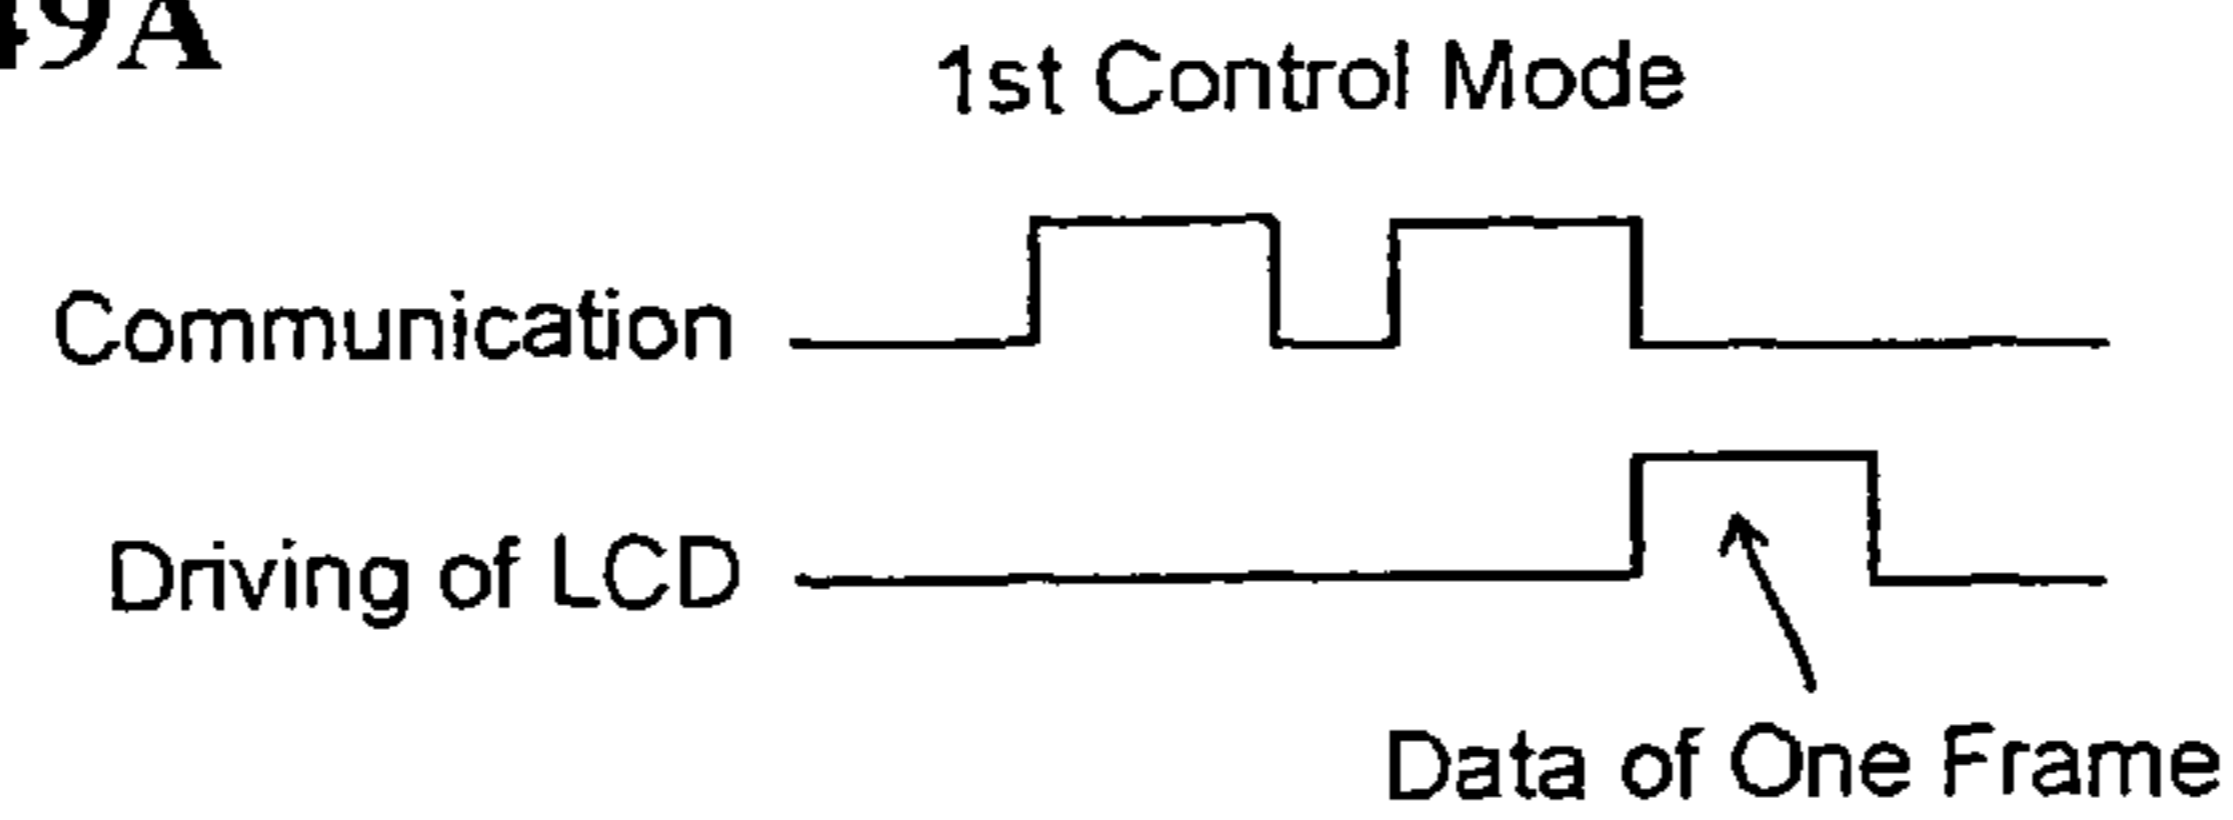 49A
1st Control Mode
Communication
Driving of LCD
Data of One Frame